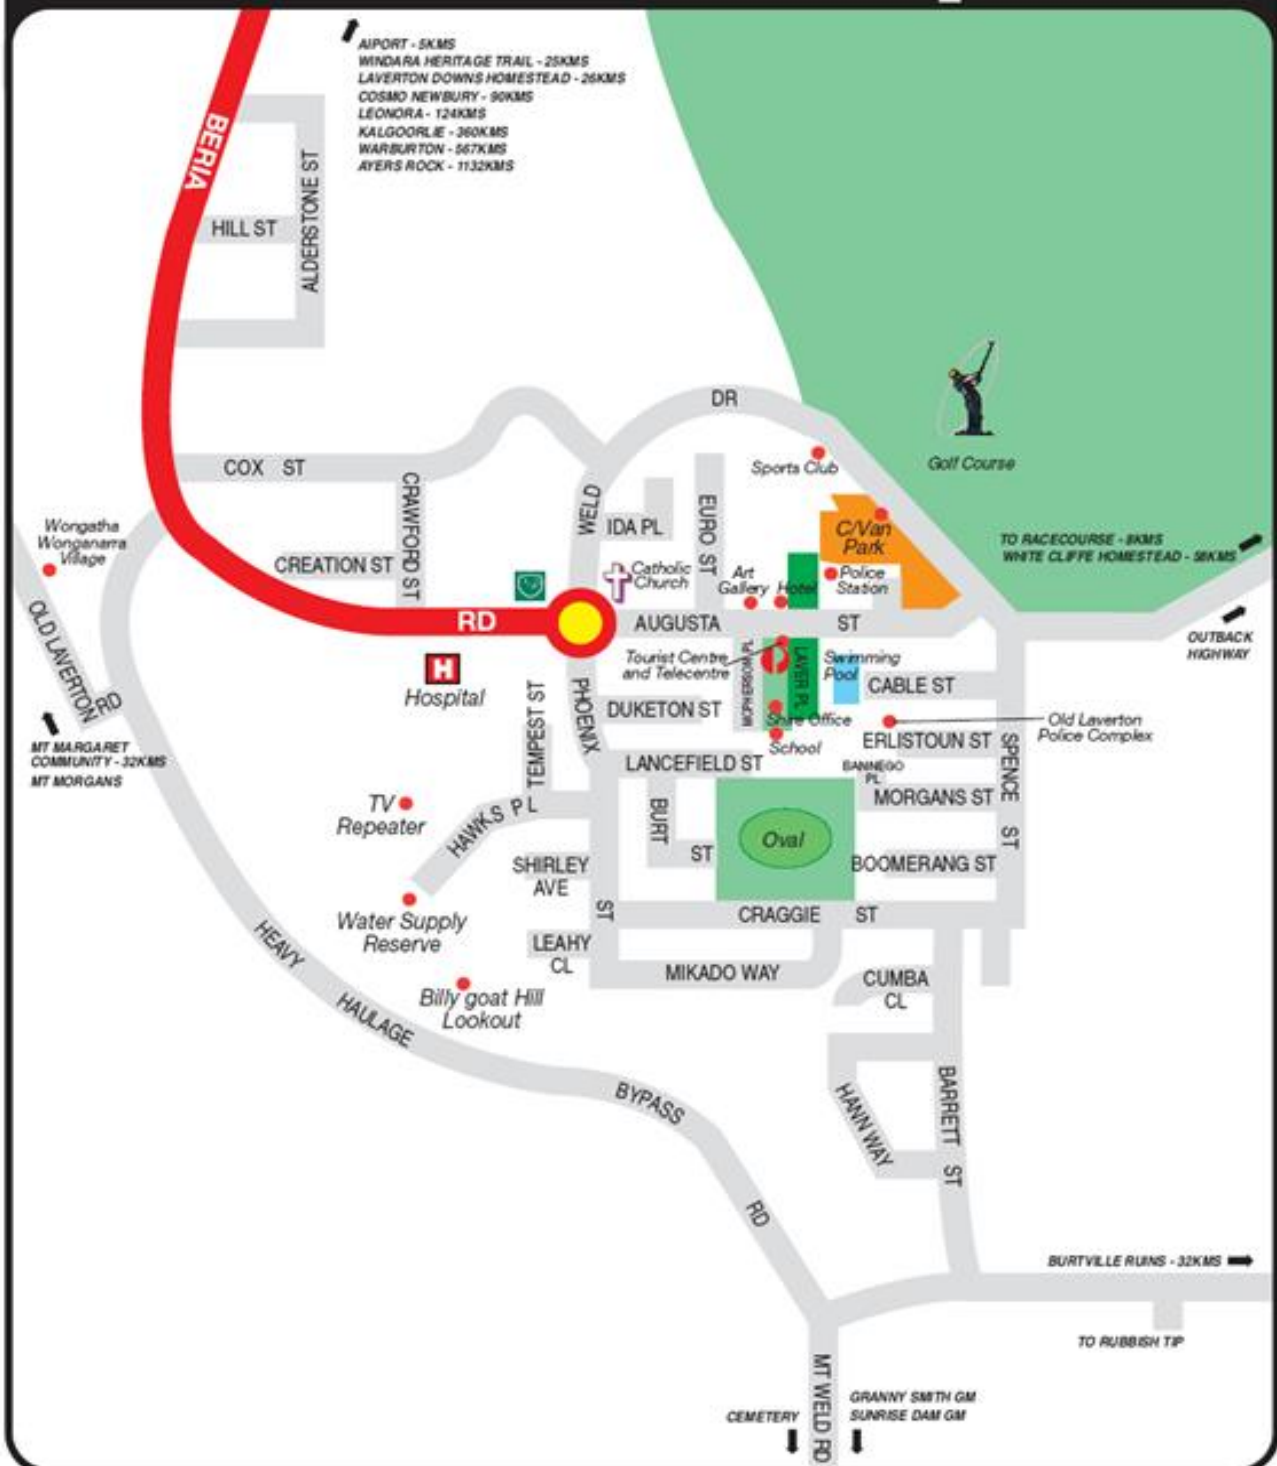 AIPORT - 5KMS
WINDARA HERITAGE TRAIL - 25KMS
LAVERTON DOWNS HOMESTEAD - 26KMS
COSMO NEWBURY - 90KMS
LEONORA - 124KMS
KALGOORLIE - 360KMS
WARBURTON - 567KMS
AYERS ROCK - 1132KMS
BERIA
HILL ST
ALDERSTONE ST
DR
COX ST
Sports Club
Golf Course
CRAWFORD ST
WELD
IDA PL
EURO ST
C/Van
Park
Wongatha
Wonganarra
Village
TO RACECOURSE - 8KMS
WHITE CLIFFE HOMESTEAD - 58KMS
CREATION ST
Catholic
Church
Art
Gallery
Hotel
Police
Station
RD
AUGUSTA ST
OUTBACK
HIGHWAY
OLD LAVERTON RD
H
Hospital
Tourist Centre
and Telecentre
MCPHERSON PL
LAVER PL
Swimming
Pool
CABLE ST
TEMPEST ST
PHOENIX
DUKETON ST
Shire Office
School
Old Laverton
Police Complex
ERLISTOUN ST
SPENCE ST
MT MARGARET
COMMUNITY - 32KMS
MT MORGANS
LANCEFIELD ST
BANNEGO
PL
MORGANS ST
TV
Repeater
HAWKS PL
BURT
ST
Oval
SHIRLEY
AVE
BOOMERANG ST
Water Supply
Reserve
ST
CRAGGIE ST
LEAHY
CL
MIKADO WAY
CUMBA
CL
HEAVY
HAULAGE
Billy goat Hill
Lookout
BYPASS
HANN WAY
BARRETT ST
RD
BURTVILLE RUINS - 32KMS
TO RUBBISH TIP
MT WELD RD
CEMETERY
GRANNY SMITH GM
SUNRISE DAM GM